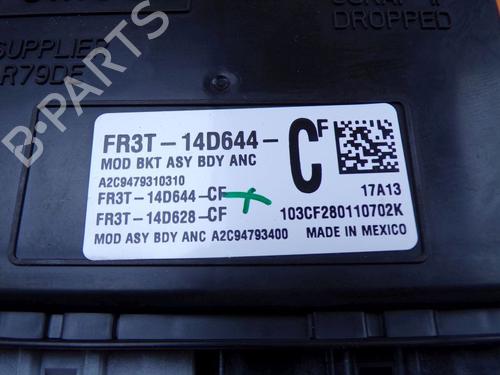 SUPPLIER
R79DE
DROPPED
FR3T-14D644-
CF
MOD BKT ASY BDY ANC
A2C9479310310
17A13
FR3T-14D644-CF
FR3T-14D628-CF
103CF280110702K
MOD ASY BDY ANC A2C94793400
MADE IN MEXICO
B-PARTS